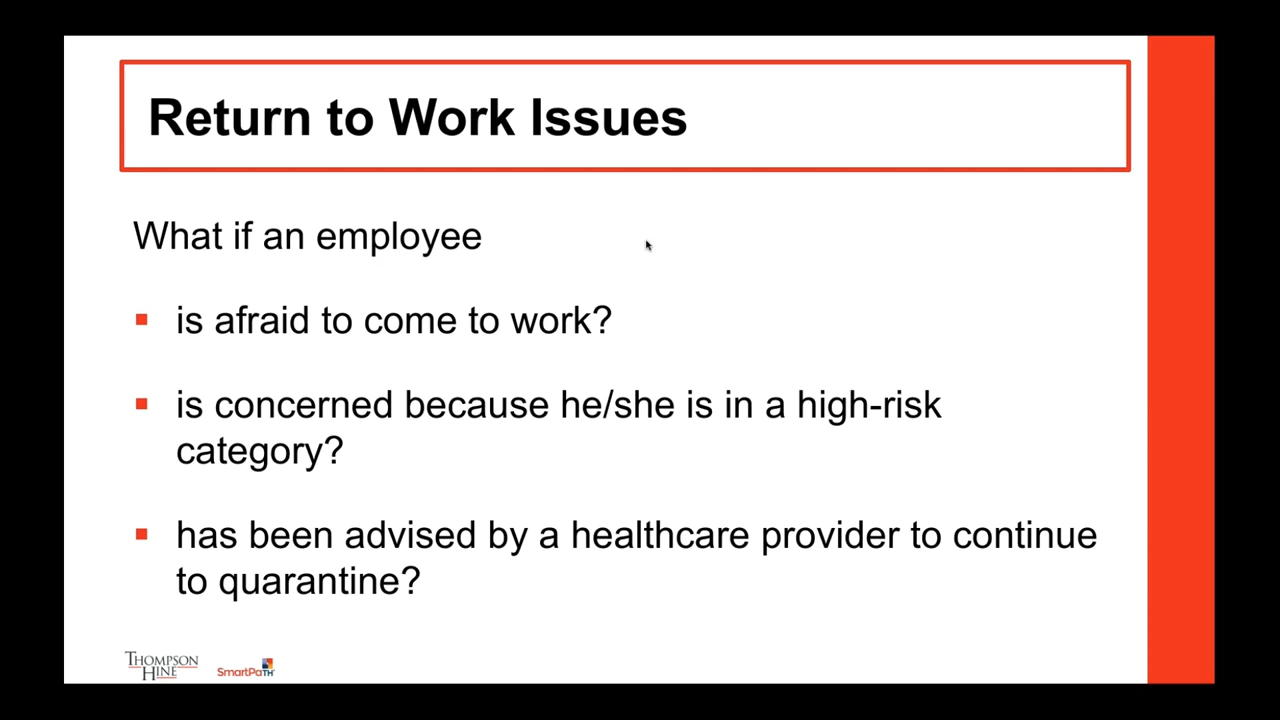 Return to Work Issues
What if an employee
is afraid to come to work?
is concerned because he/she is in a high-risk
category?
has been advised by a healthcare provider to continue
to quarantine?
THOMPSON
HINE
SmartPaTH